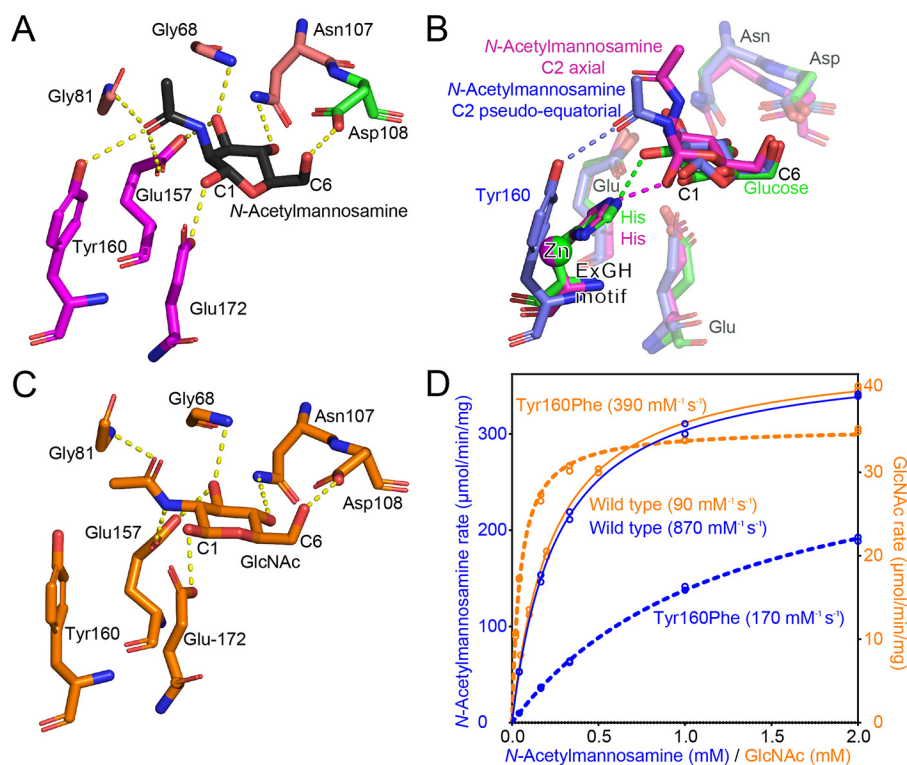 A
Gly68
Asn107
Gly81
Asp108
Glu157
C1
C6
N-Acetylmannosamine
Tyr160
Glu172
B
N-Acetylmannosamine
C2 axial
N-Acetylmannosamine
C2 pseudo-equatorial
Asn
Asp
Tyr160
Glu
C6
C1
Glucose
His
His
Zn
ExGH
motif
Glu
C
Gly68
Asn107
Gly81
Asp108
Glu157
C1
C6
GlcNAc
Tyr160
Glu-172
D
Tyr160Phe (390 mM⁻¹ s⁻¹)
Wild type (90 mM⁻¹ s⁻¹)
Wild type (870 mM⁻¹ s⁻¹)
Tyr160Phe (170 mM⁻¹ s⁻¹)
N-Acetylmannosamine rate (μmol/min/mg)
300
200
100
0
GlcNAc rate (μmol/min/mg)
40
30
20
10
0
0.0 0.5 1.0 1.5 2.0
N-Acetylmannosamine (mM) / GlcNAc (mM)